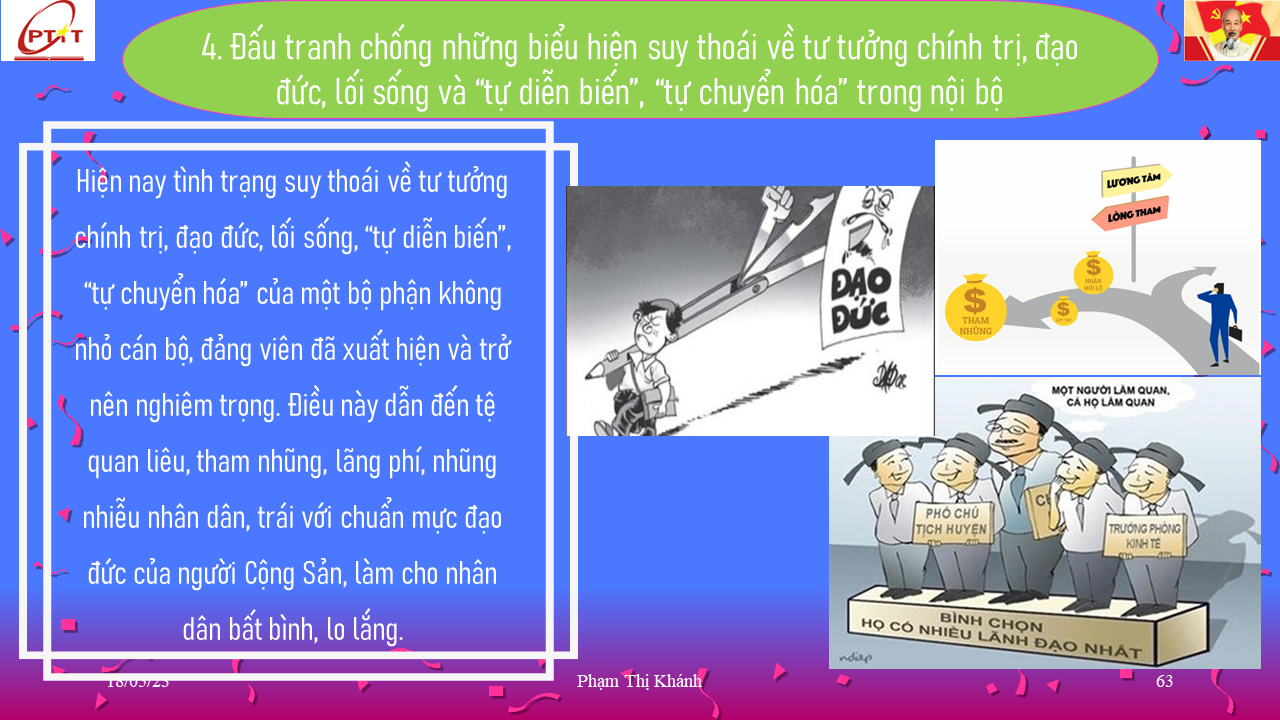 PTIT
4. Đấu tranh chống những biểu hiện suy thoái về tư tưởng chính trị, đạo
đức, lối sống và “tự diễn biến”, “tự chuyển hóa” trong nội bộ
Hiện nay tình trạng suy thoái về tư tưởng
chính trị, đạo đức, lối sống, “tự diễn biến”,
“tự chuyển hóa” của một bộ phận không
nhỏ cán bộ, đảng viên đã xuất hiện và trở
nên nghiêm trọng. Điều này dẫn đến tệ
quan liêu, tham nhũng, lãng phí, nhũng
nhiễu nhân dân, trái với chuẩn mực đạo
đức của người Cộng Sản, làm cho nhân
dân bất bình, lo lắng.
ĐẠO
ĐỨC
LƯƠNG TÂM
LÒNG THAM
NHẬN
HỐI LỘ
THAM
NHŨNG
MỘT NGƯỜI LÀM QUAN,
CẢ HỌ LÀM QUAN
PHÓ CHỦ
TỊCH HUYỆN
TRƯỞNG PHÒNG
KINH TẾ
BÌNH CHỌN
HỌ CÓ NHIỀU LÃNH ĐẠO NHẤT
ndiep
18/05/23
Phạm Thị Khánh
63